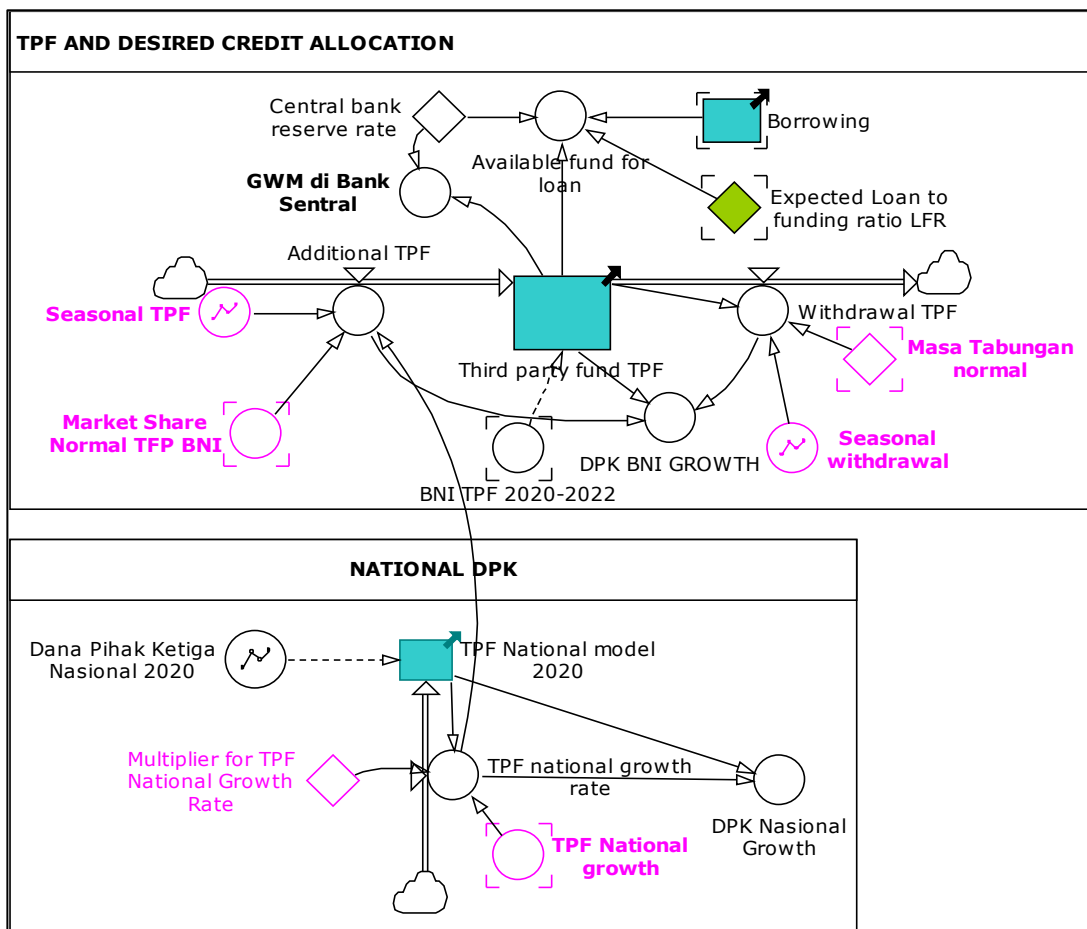 TPF AND DESIRED CREDIT ALLOCATION
Central bank
reserve rate
Borrowing
Available fund for
loan
GWM di Bank
Sentral
Expected Loan to
funding ratio LFR
Additional TPF
Seasonal TPF
Withdrawal TPF
Masa Tabungan
normal
Third party fund TPF
Market Share
Normal TFP BNI
DPK BNI GROWTH
Seasonal
withdrawal
BNI TPF 2020-2022
NATIONAL DPK
Dana Pihak Ketiga
Nasional 2020
TPF National model
2020
Multiplier for TPF
National Growth
Rate
TPF national growth
rate
DPK Nasional
Growth
TPF National
growth